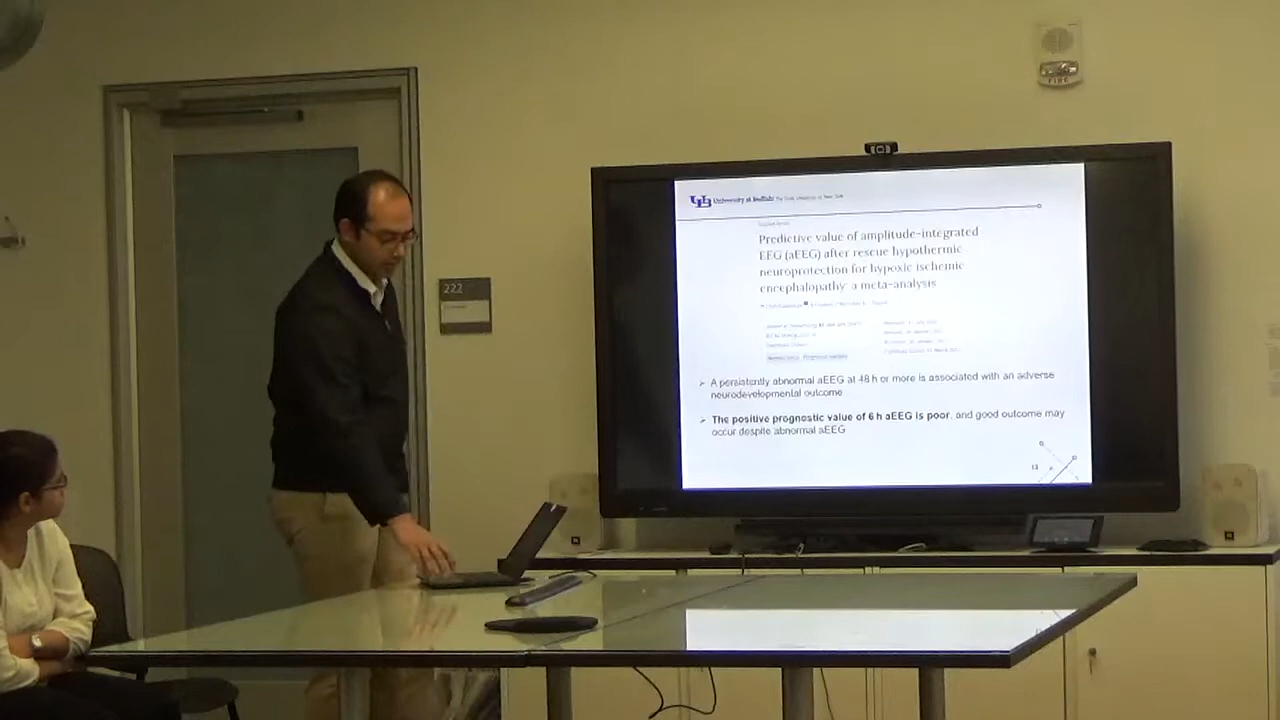 FIRE
UB University at Buffalo The State University of New York
Predictive value of amplitude-integrated
EEG (aEEG) after rescue hypothermic
neuroprotection for hypoxic ischemic
encephalopathy: a meta-analysis
222
➢ A persistently abnormal aEEG at 48 h or more is associated with an adverse
neurodevelopmental outcome
➢ The positive prognostic value of 6 h aEEG is poor, and good outcome may
occur despite abnormal aEEG
13
JBL